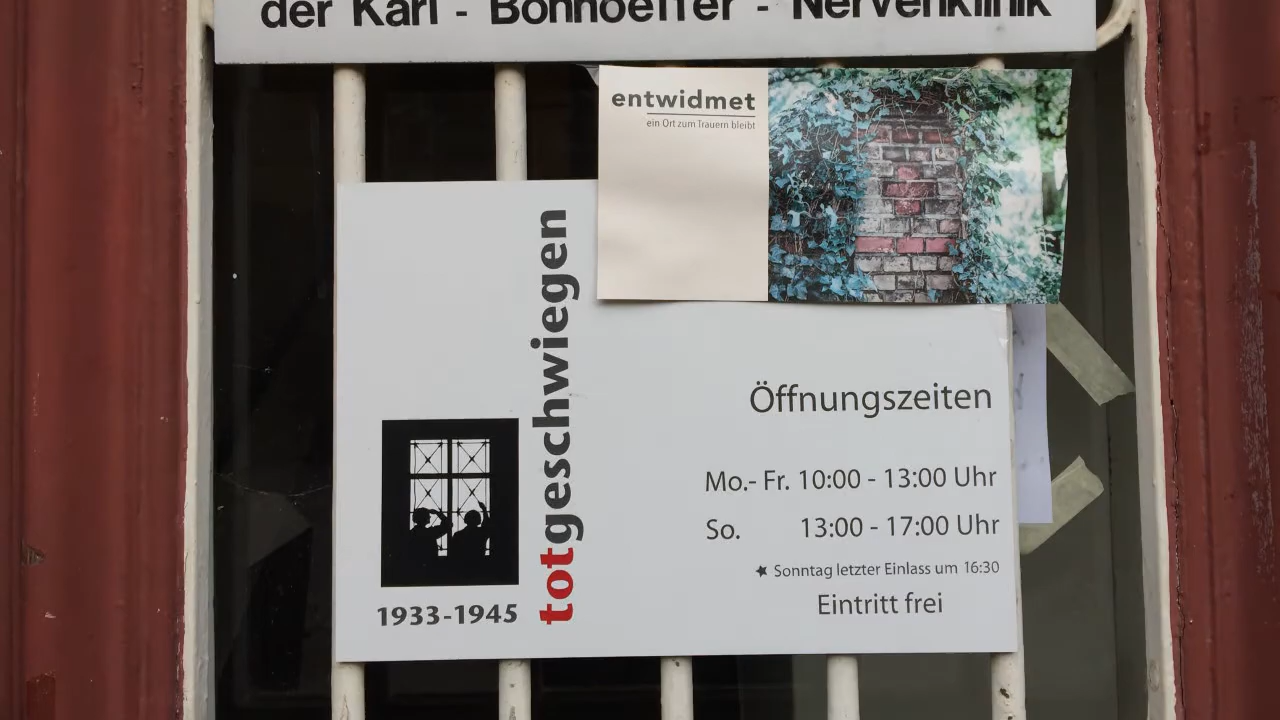 der Karl - Bonhoeffer - Nervenklinik
entwidmet
ein Ort zum Trauern bleibt
totgeschwiegen
1933-1945
Öffnungszeiten
Mo.- Fr. 10:00 - 13:00 Uhr
So. 13:00 - 17:00 Uhr
★ Sonntag letzter Einlass um 16:30
Eintritt frei